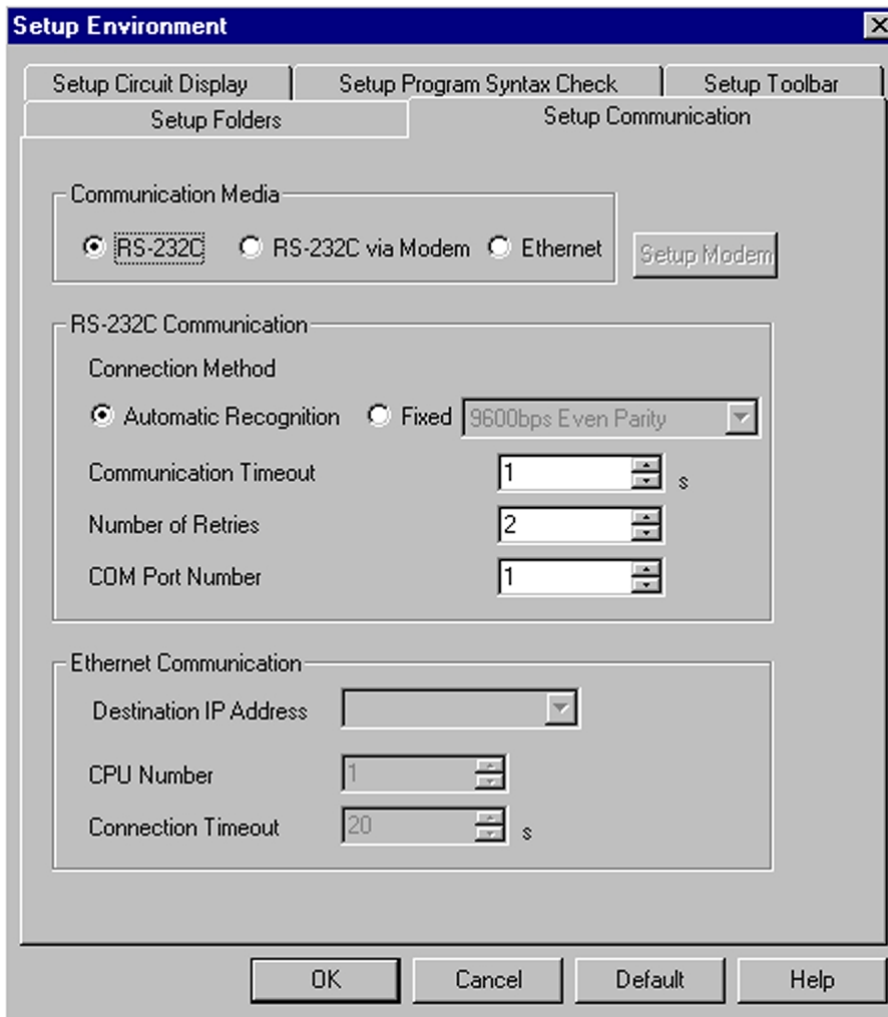 Setup Environment
Setup Circuit Display Setup Program Syntax Check Setup Toolbar
Setup Folders Setup Communication
Communication Media
RS-232C RS-232C via Modem Ethernet Setup Modem
RS-232C Communication
Connection Method
Automatic Recognition Fixed 9600bps Even Parity
Communication Timeout 1 s
Number of Retries 2
COM Port Number 1
Ethernet Communication
Destination IP Address
CPU Number 1
Connection Timeout 20 s
OK Cancel Default Help